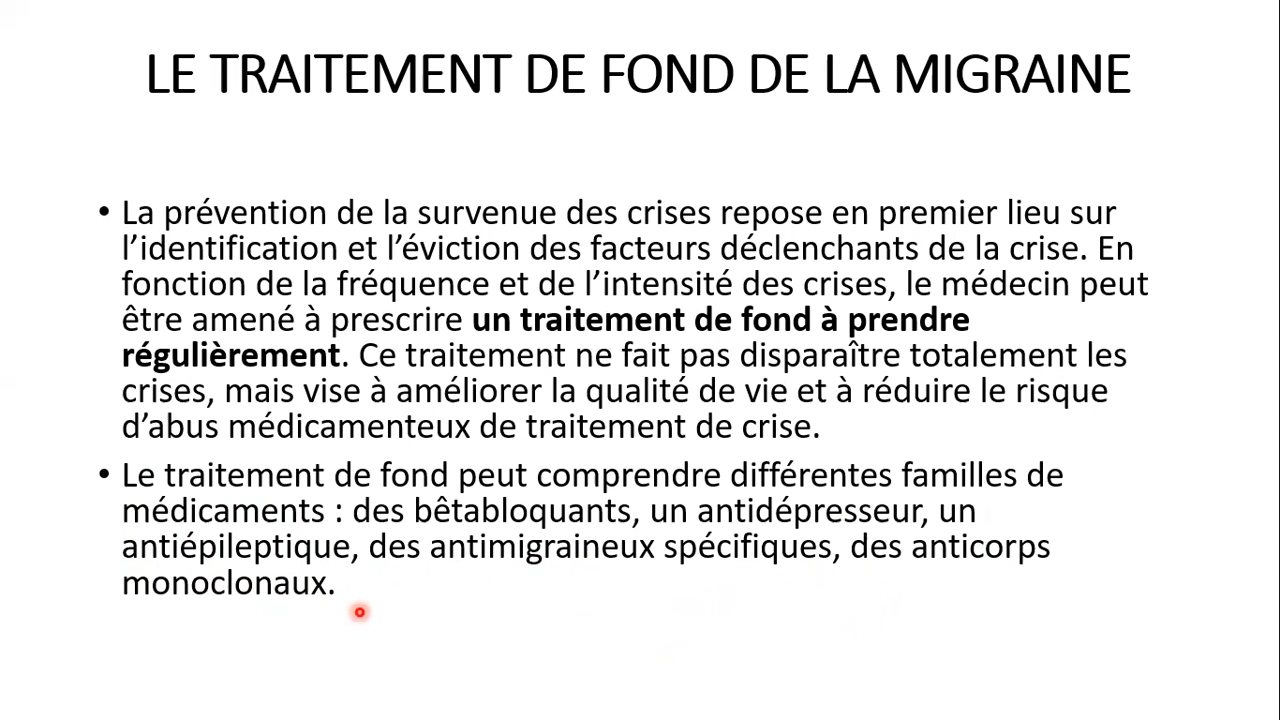 LE TRAITEMENT DE FOND DE LA MIGRAINE
• La prévention de la survenue des crises repose en premier lieu sur
l’identification et l’éviction des facteurs déclenchants de la crise. En
fonction de la fréquence et de l’intensité des crises, le médecin peut
être amené à prescrire un traitement de fond à prendre
régulièrement. Ce traitement ne fait pas disparaître totalement les
crises, mais vise à améliorer la qualité de vie et à réduire le risque
d’abus médicamenteux de traitement de crise.
• Le traitement de fond peut comprendre différentes familles de
médicaments : des bêtabloquants, un antidépresseur, un
antiépileptique, des antimigraineux spécifiques, des anticorps
monoclonaux.